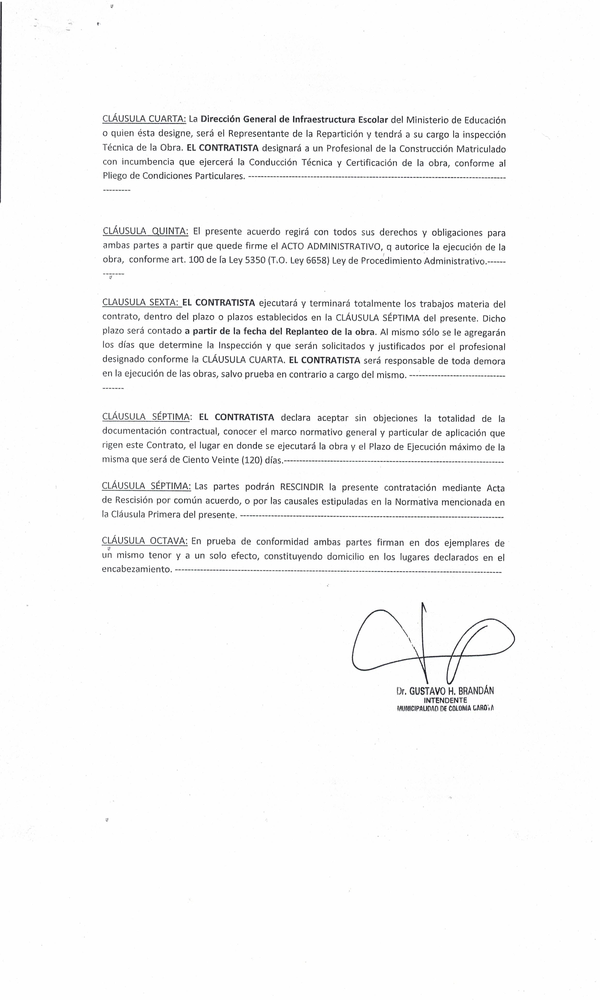 CLÁUSULA CUARTA: La Dirección General de Infraestructura Escolar del Ministerio de Educación
o quien ésta designe, será el Representante de la Repartición y tendrá a su cargo la inspección
Técnica de la Obra. EL CONTRATISTA designará a un Profesional de la Construcción Matriculado
con incumbencia que ejercerá la Conducción Técnica y Certificación de la obra, conforme al
Pliego de Condiciones Particulares. -----------------------------------------------------------------------------------
---------
CLÁUSULA QUINTA: El presente acuerdo regirá con todos sus derechos y obligaciones para
ambas partes a partir que quede firme el ACTO ADMINISTRATIVO, q autorice la ejecución de la
obra, conforme art. 100 de la Ley 5350 (T.O. Ley 6658) Ley de Procedimiento Administrativo.------
-------
CLAUSULA SEXTA: EL CONTRATISTA ejecutará y terminará totalmente los trabajos materia del
contrato, dentro del plazo o plazos establecidos en la CLÁUSULA SÉPTIMA del presente. Dicho
plazo será contado a partir de la fecha del Replanteo de la obra. Al mismo sólo se le agregarán
los días que determine la Inspección y que serán solicitados y justificados por el profesional
designado conforme la CLÁUSULA CUARTA. EL CONTRATISTA será responsable de toda demora
en la ejecución de las obras, salvo prueba en contrario a cargo del mismo. -------------------------------
-------
CLÁUSULA SÉPTIMA: EL CONTRATISTA declara aceptar sin objeciones la totalidad de la
documentación contractual, conocer el marco normativo general y particular de aplicación que
rigen este Contrato, el lugar en donde se ejecutará la obra y el Plazo de Ejecución máximo de la
misma que será de Ciento Veinte (120) días.-----------------------------------------------------------------------
CLÁUSULA SÉPTIMA: Las partes podrán RESCINDIR la presente contratación mediante Acta
de Rescisión por común acuerdo, o por las causales estipuladas en la Normativa mencionada en
la Cláusula Primera del presente. -------------------------------------------------------------------------------------
CLÁUSULA OCTAVA: En prueba de conformidad ambas partes firman en dos ejemplares de
un mismo tenor y a un solo efecto, constituyendo domicilio en los lugares declarados en el
encabezamiento. ---------------------------------------------------------------------------------------------------------
Dr. GUSTAVO H. BRANDÁN
INTENDENTE
MUNICIPALIDAD DE COLONIA CAROYA